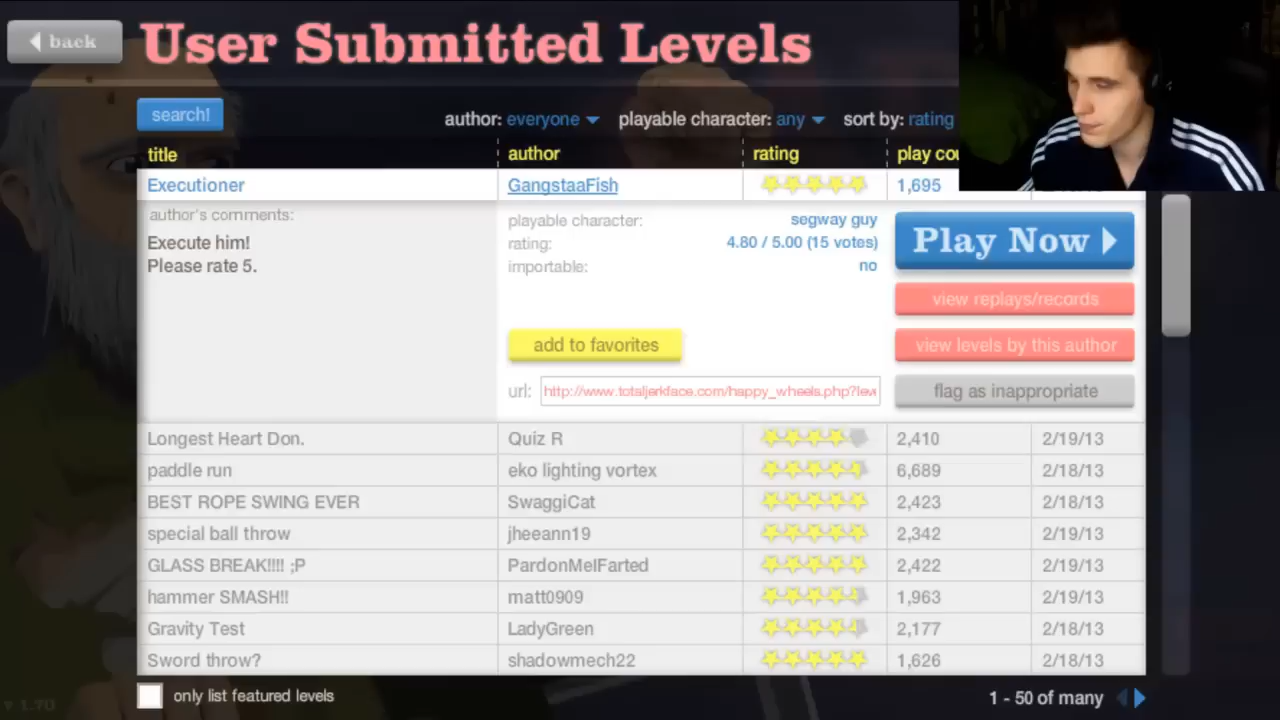 back
User Submitted Levels
search!
author: everyone playable character: any sort by: rating
title author rating play cou
Executioner GangstaaFish 1,695
author's comments:
Execute him!
Please rate 5.
playable character: segway guy
rating: 4.80 / 5.00 (15 votes)
importable: no
add to favorites
url: http://www.totaljerkface.com/happy_wheels.php?lev
Play Now
view replays/records
view levels by this author
flag as inappropriate
Longest Heart Don. Quiz R 2,410 2/19/13
paddle run eko lighting vortex 6,689 2/18/13
BEST ROPE SWING EVER SwaggiCat 2,423 2/18/13
special ball throw jheeann19 2,342 2/19/13
GLASS BREAK!!!! ;P PardonMeIFarted 2,422 2/19/13
hammer SMASH!! matt0909 1,963 2/19/13
Gravity Test LadyGreen 2,177 2/18/13
Sword throw? shadowmech22 1,626 2/18/13
only list featured levels
1 - 50 of many
v 1.70